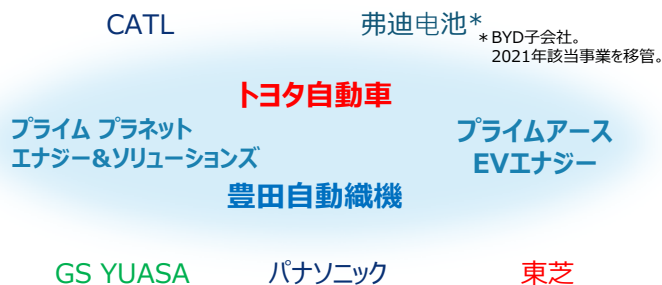 CATL
弗迪电池*
*BYD子会社。
2021年該当事業を移管。
トヨタ自動車
プライム プラネット
エナジー&ソリューションズ
プライムアース
EVエナジー
豊田自動織機
GS YUASA
パナソニック
東芝